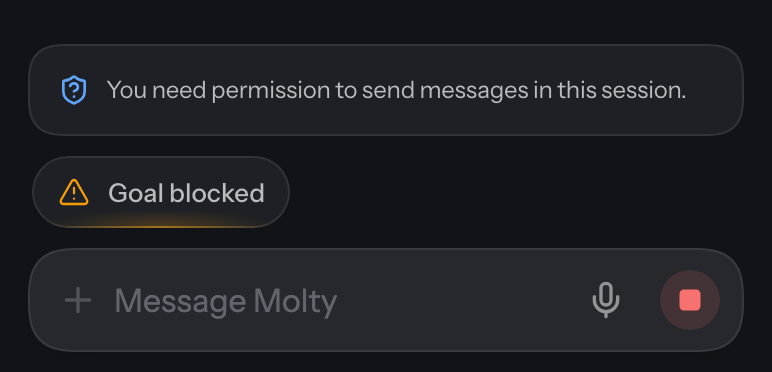 You need permission to send messages in this session.
Goal blocked
Message Molty